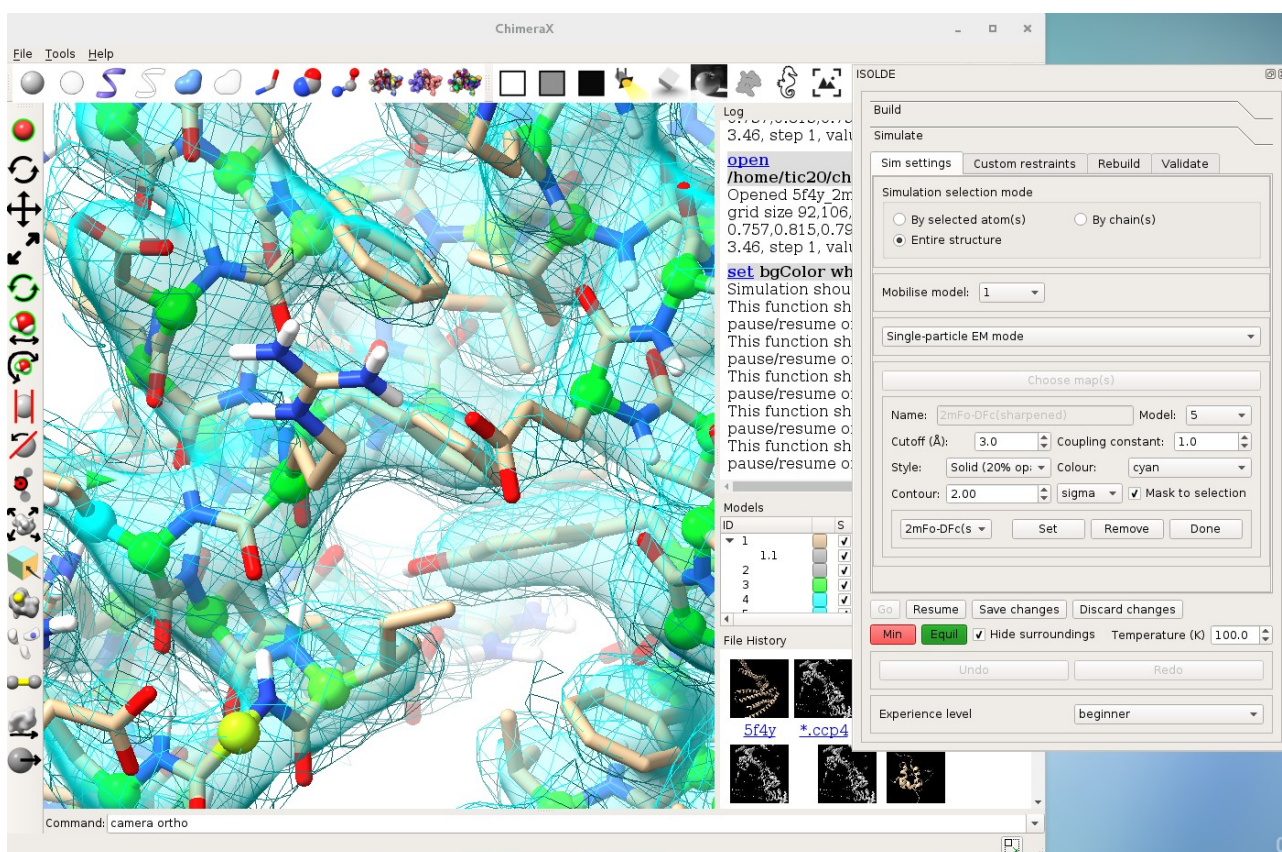 ChimeraX
File Tools Help
Log
3.46, step 1, valu
open
/home/tic20/ch
Opened 5f4y_2m
grid size 92,106,
0.757,0.815,0.79
3.46, step 1, valu
set bgColor wh
Simulation shou
This function sh
pause/resume o
This function sh
pause/resume o
This function sh
pause/resume o
This function sh
pause/resume o
This function sh
pause/resume o
Models
ID S
1
1.1
2
3
4
File History
5f4y *.ccp4
Command: camera ortho
ISOLDE
Build
Simulate
Sim settings Custom restraints Rebuild Validate
Simulation selection mode
By selected atom(s) By chain(s)
Entire structure
Mobilise model: 1
Single-particle EM mode
Choose map(s)
Name: 2mFo-DFc(sharpened) Model: 5
Cutoff (Å): 3.0 Coupling constant: 1.0
Style: Solid (20% op: Colour: cyan
Contour: 2.00 sigma Mask to selection
2mFo-DFc(s Set Remove Done
Go Resume Save changes Discard changes
Min Equil Hide surroundings Temperature (K) 100.0
Undo Redo
Experience level beginner